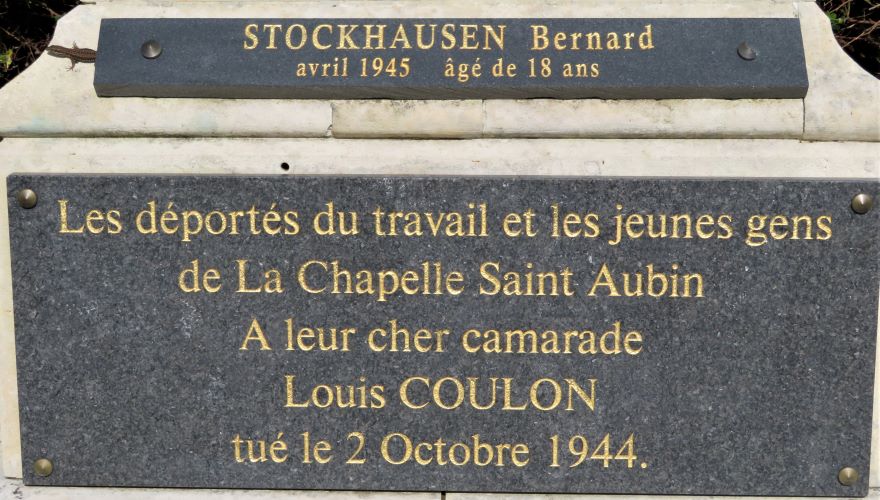 STOCKHAUSEN Bernard
avril 1945 âgé de 18 ans
Les déportés du travail et les jeunes gens
de La Chapelle Saint Aubin
A leur cher camarade
Louis COULON
tué le 2 Octobre 1944.